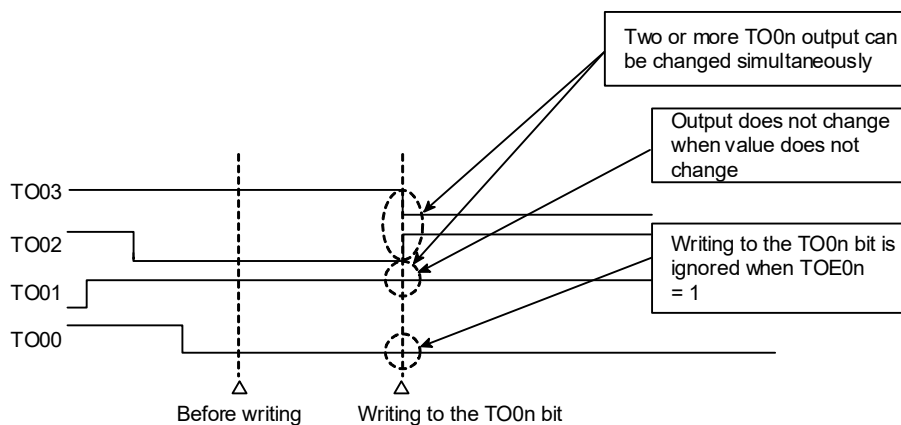 Two or more TO0n output can
be changed simultaneously
Output does not change
when value does not
change
TO03
TO02
Writing to the TO0n bit is
ignored when TOE0n
= 1
TO01
TO00
Before writing
Writing to the TO0n bit